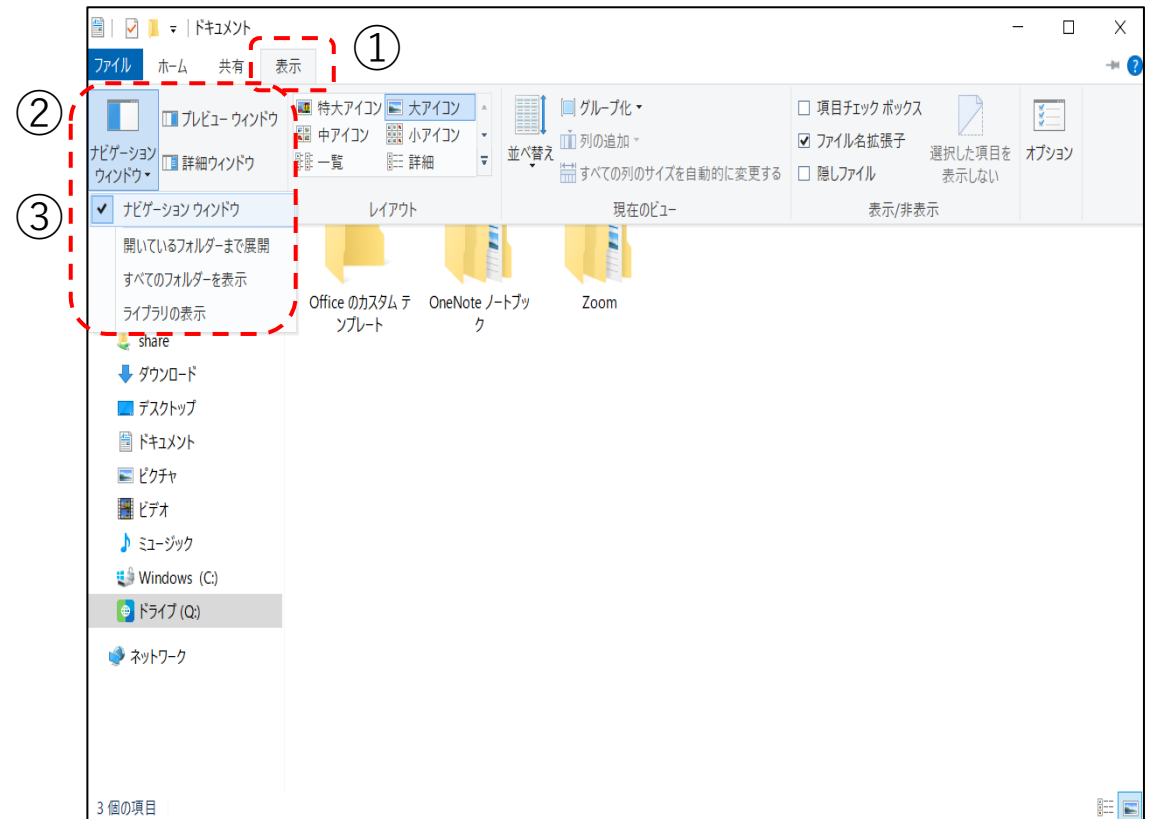 ドキュメント
①
ファイル ホーム 共有 表示
②
ナビゲーション
ウィンドウ
プレビュー ウィンドウ
詳細ウィンドウ
特大アイコン 大アイコン
中アイコン 小アイコン
一覧 詳細
レイアウト
並べ替え
グループ化
列の追加
すべての列のサイズを自動的に変更する
現在のビュー
項目チェック ボックス
ファイル名拡張子
隠しファイル
選択した項目を
表示しない
表示/非表示
オプション
③
ナビゲーション ウィンドウ
開いているフォルダーまで展開
すべてのフォルダーを表示
ライブラリの表示
Office のカスタム テ
ンプレート
OneNote ノートブッ
ク
Zoom
share
ダウンロード
デスクトップ
ドキュメント
ピクチャ
ビデオ
ミュージック
Windows (C:)
ドライブ (Q:)
ネットワーク
3 個の項目